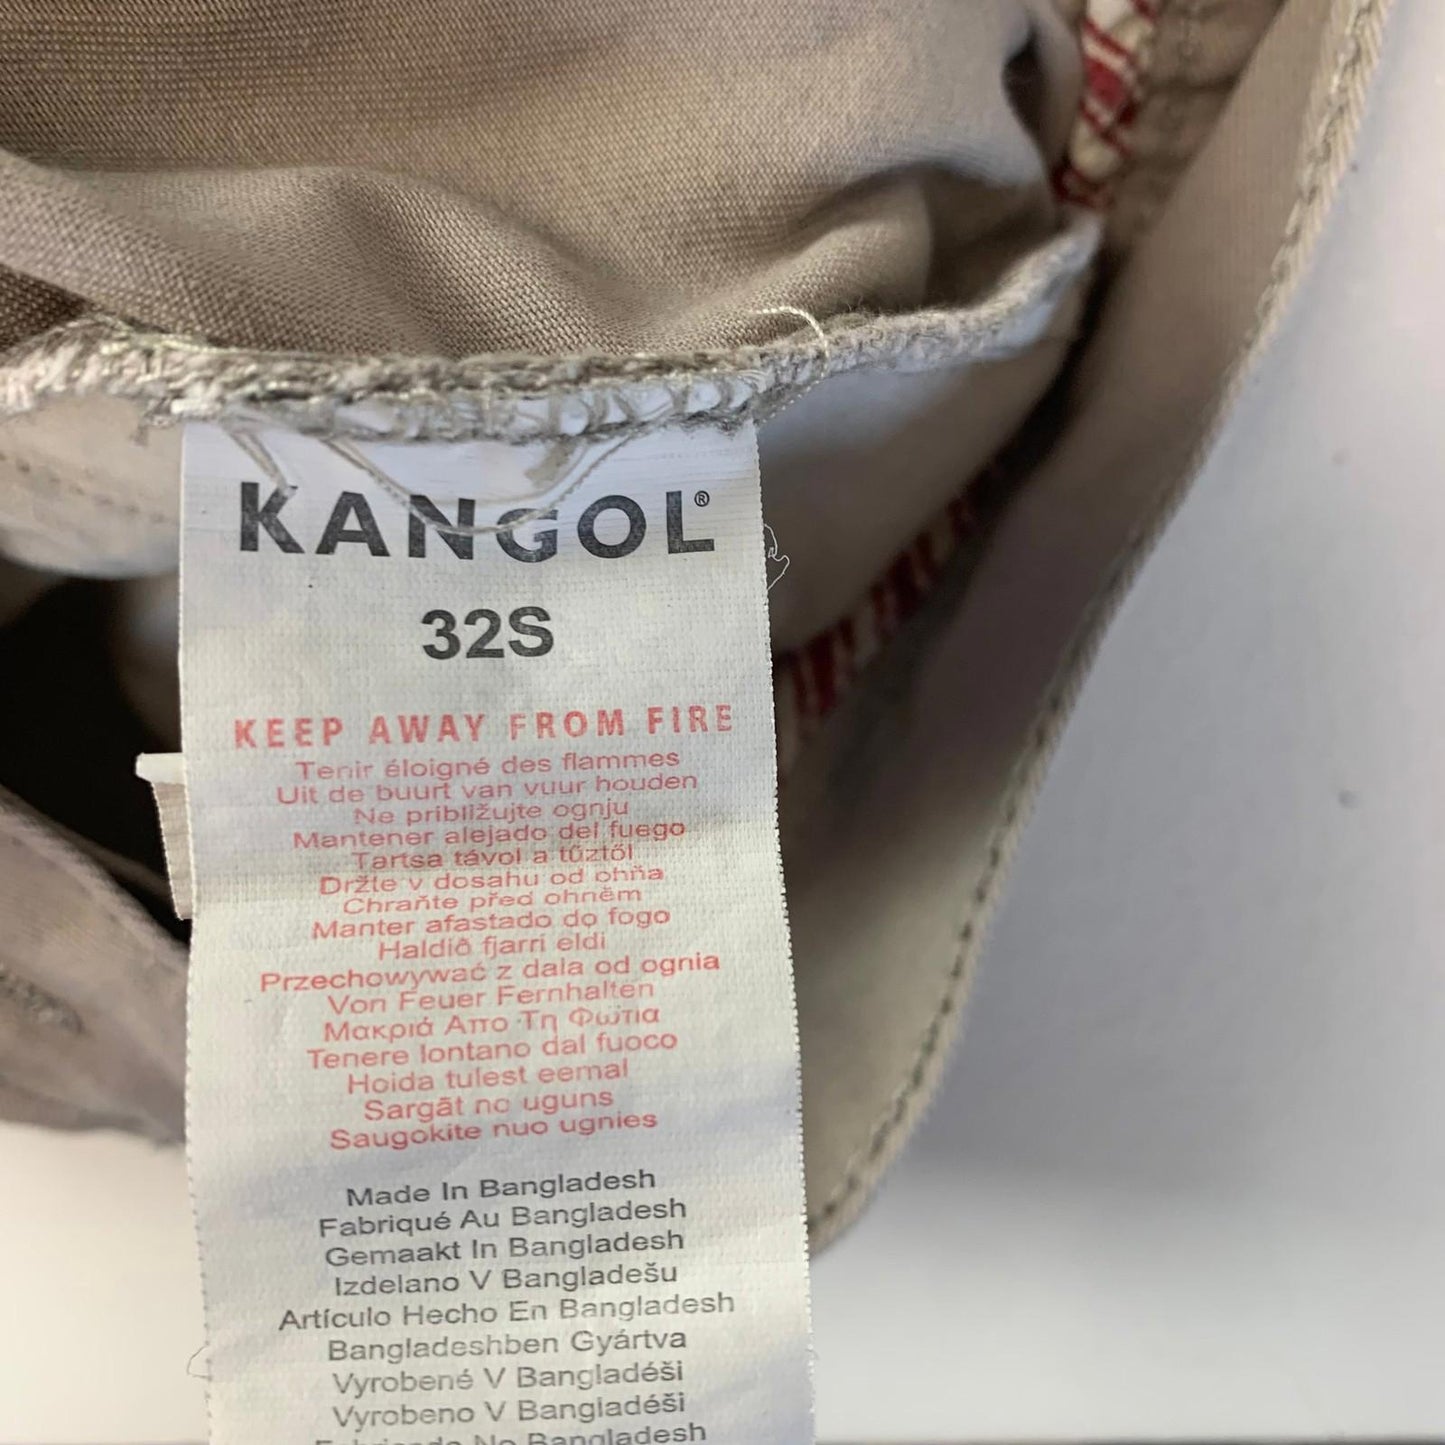 KANGOL®
32S
KEEP AWAY FROM FIRE
Tenir éloigné des flammes
Uit de buurt van vuur houden
Ne približujte ognju
Mantener alejado del fuego
Tartsa távol a tűztől
Držte v dosahu od ohňa
Chraňte před ohněm
Manter afastado do fogo
Haldið fjarri eldi
Przechowywać z dala od ognia
Von Feuer Fernhalten
Μακριά Απο Τη Φωτια
Tenere lontano dal fuoco
Hoida tulest eemal
Sargāt no uguns
Saugokite nuo ugnies
Made In Bangladesh
Fabriqué Au Bangladesh
Gemaakt In Bangladesh
Izdelano V Bangladešu
Artículo Hecho En Bangladesh
Bangladeshben Gyártva
Vyrobené V Bangladéši
Vyrobeno V Bangladéši
Fabricado No Bangladesh